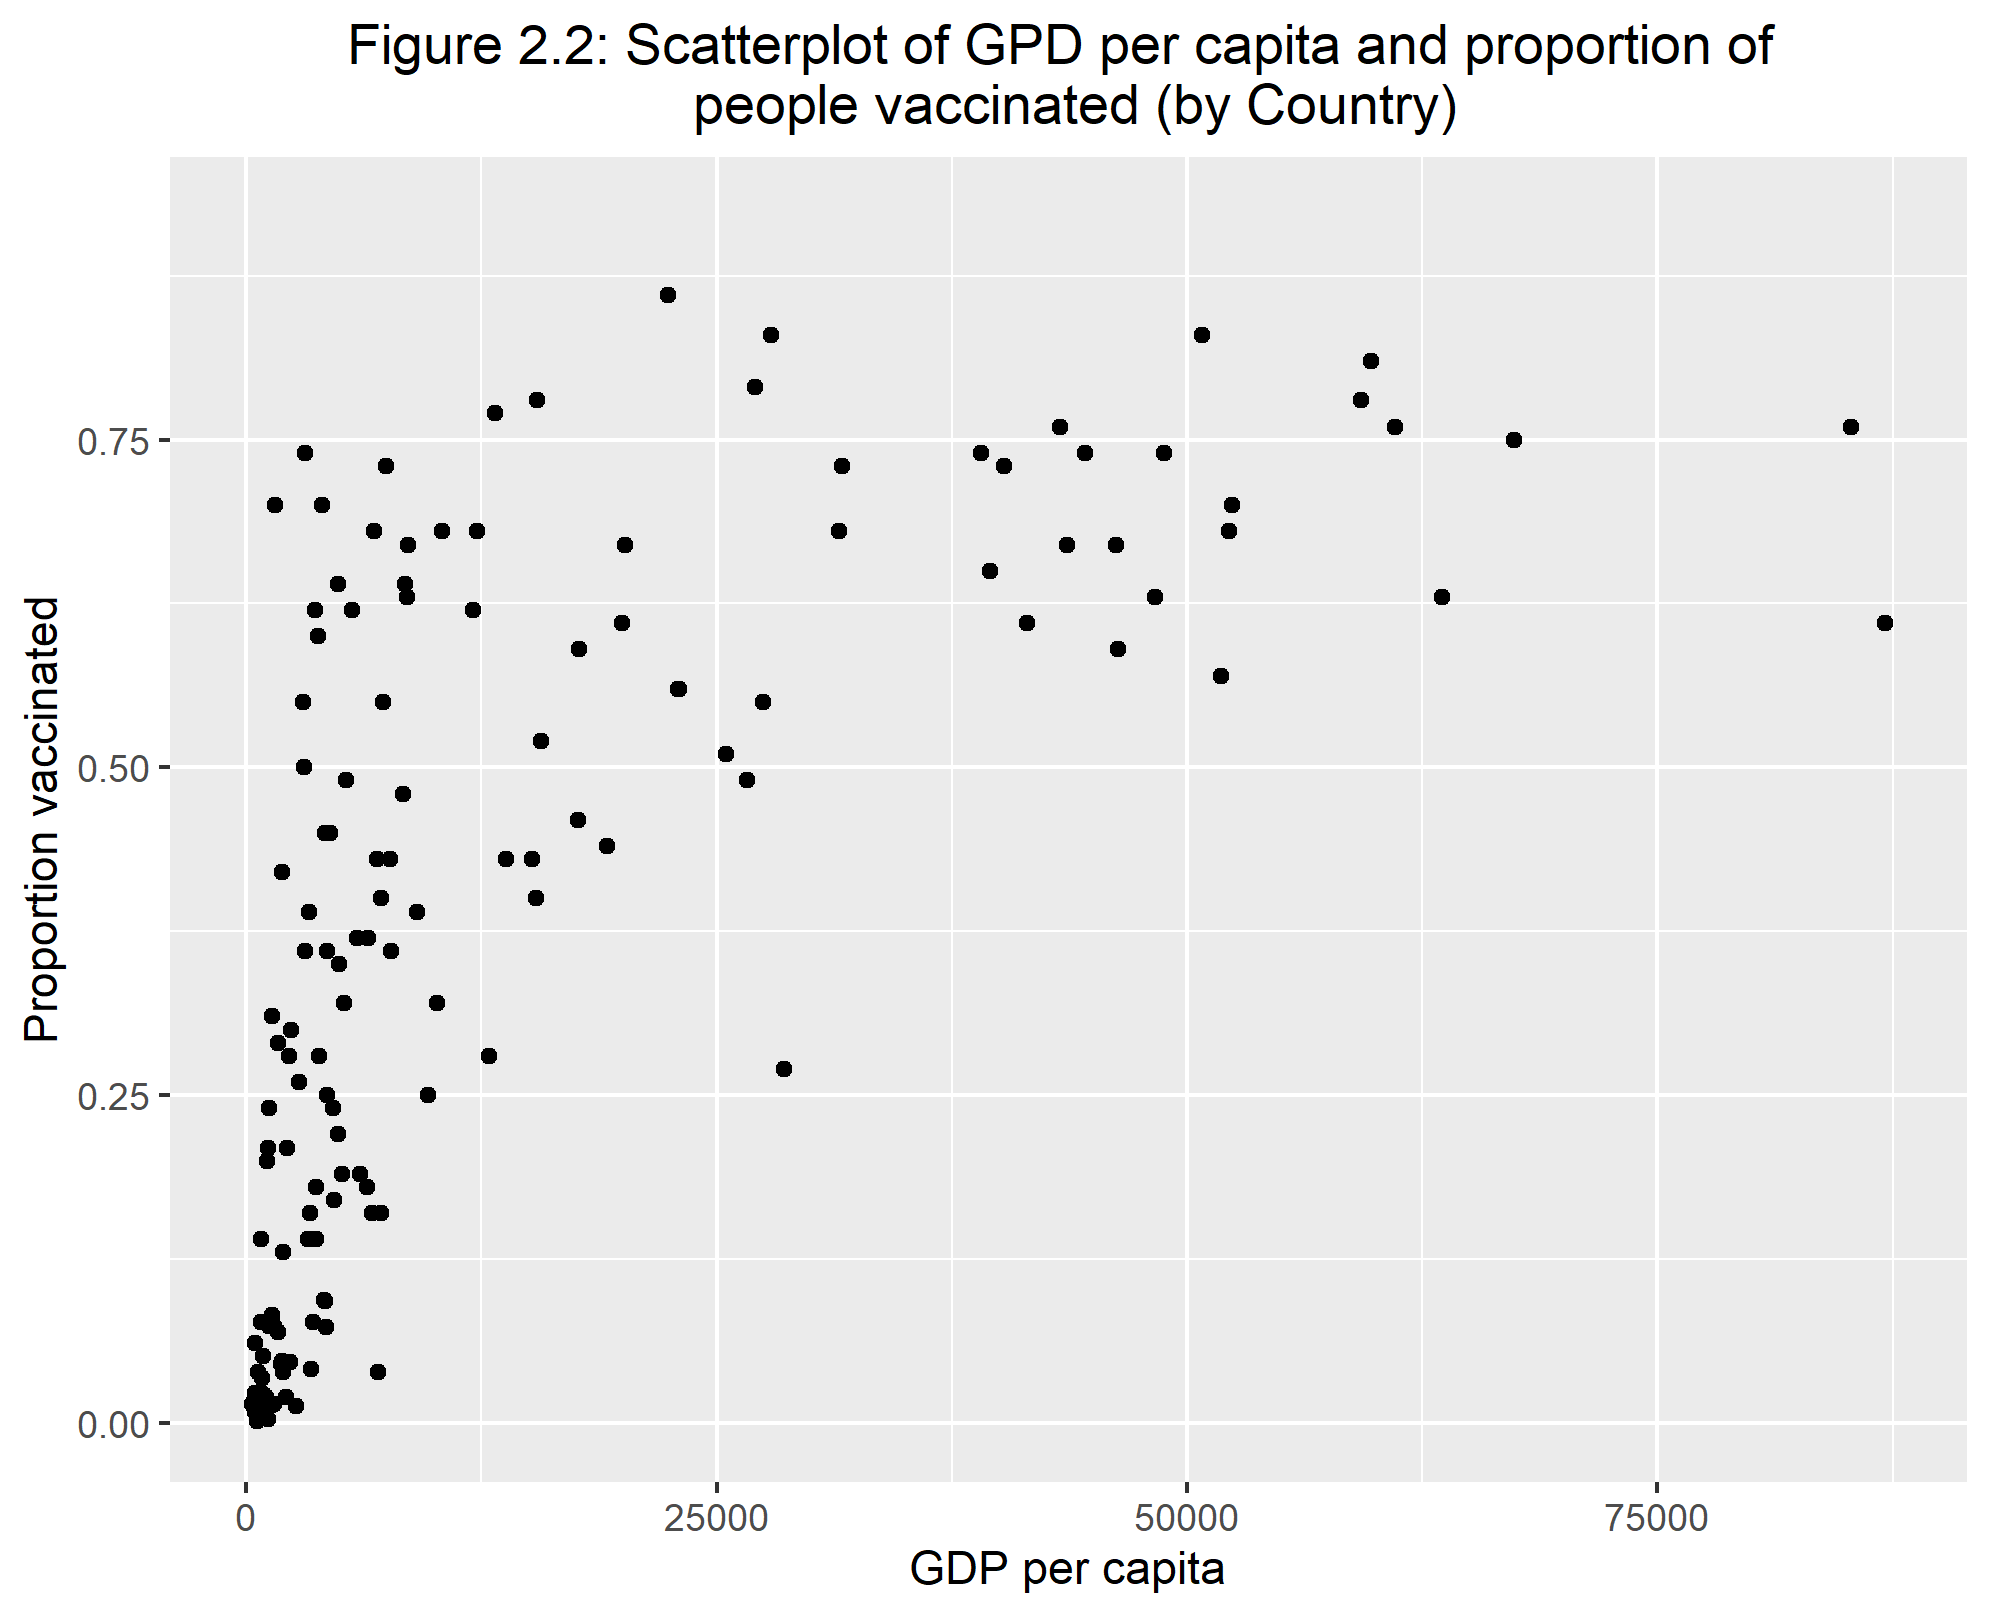 Figure 2.2: Scatterplot of GPD per capita and proportion of
people vaccinated (by Country)
Proportion vaccinated
0.75
0.50
0.25
0.00
0
25000
50000
75000
GDP per capita